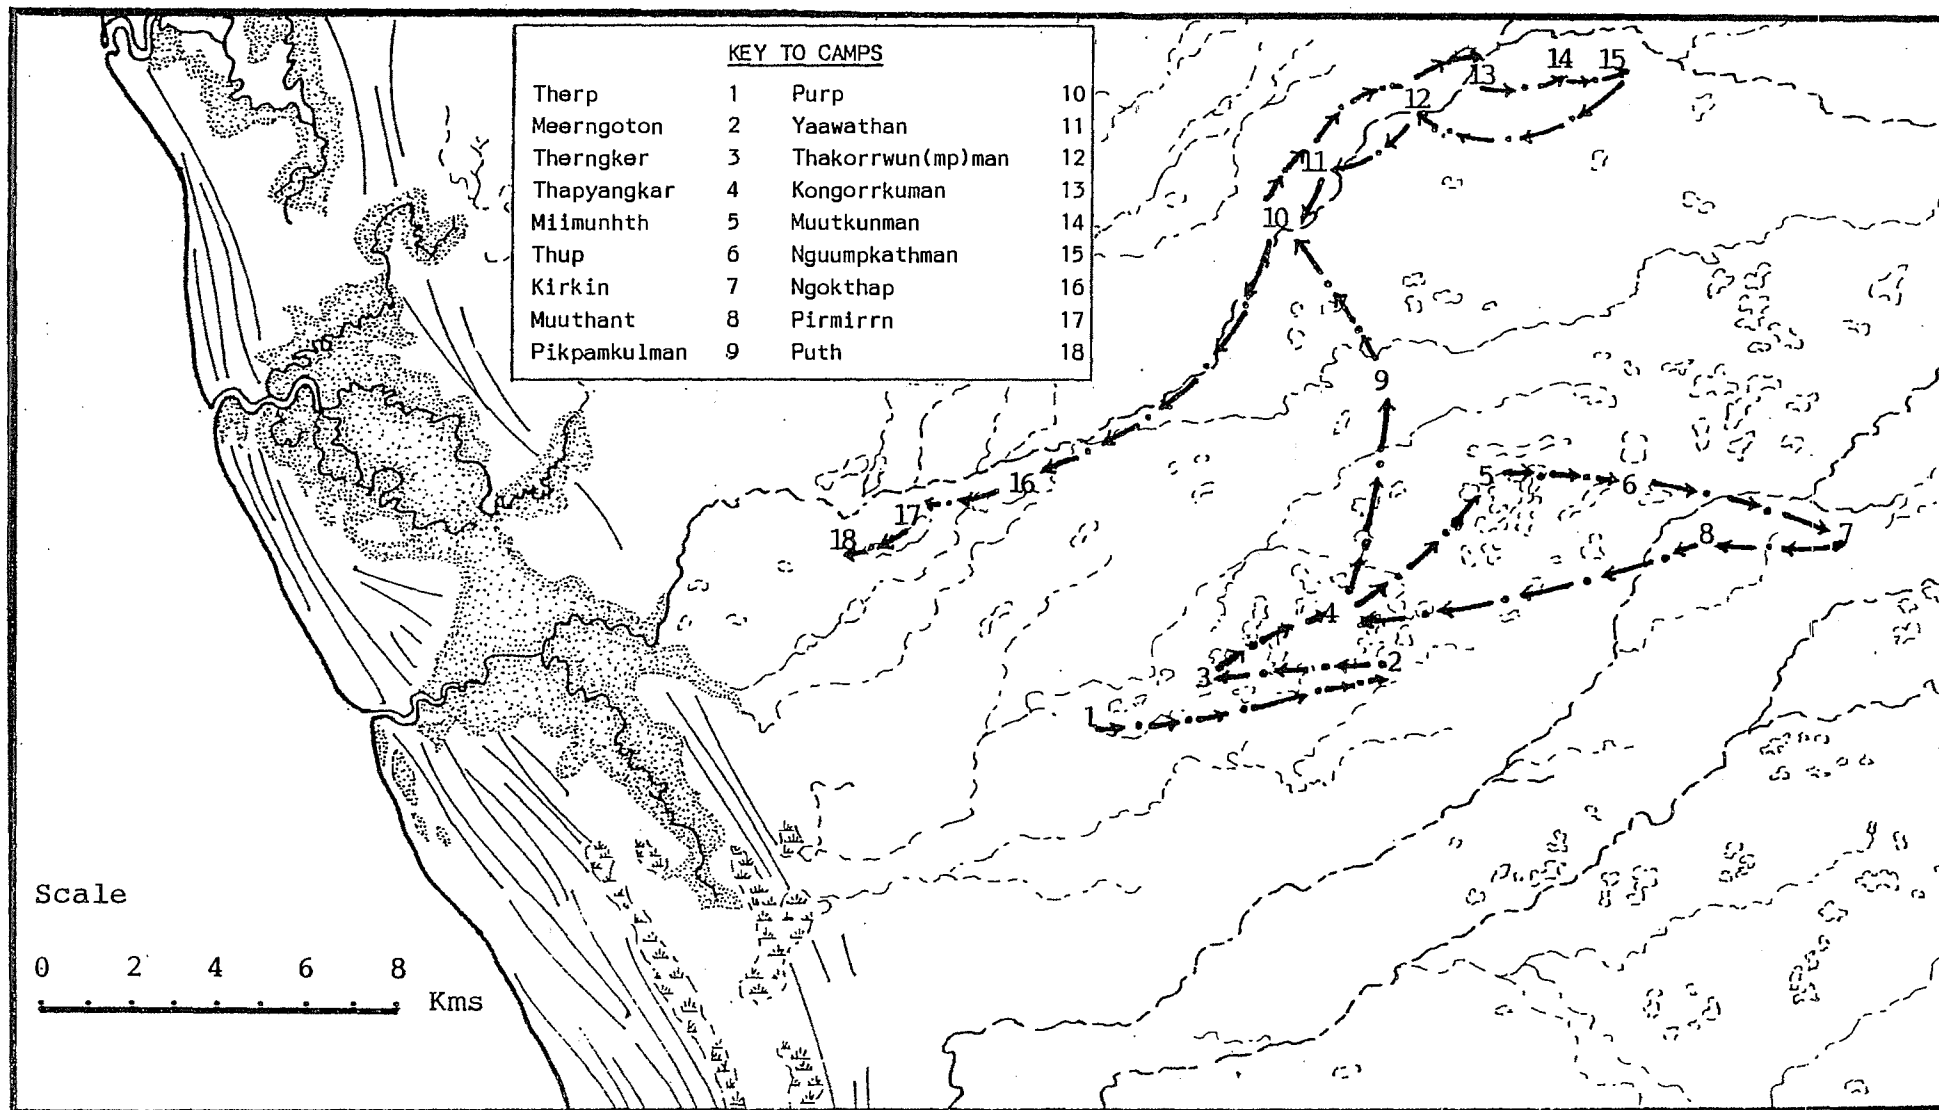 KEY TO CAMPS
Therp 1 Purp 10
Meerngoton 2 Yaawathan 11
Therngker 3 Thakorrwun(mp)man 12
Thapyangkar 4 Kongorrkuman 13
Miimunhth 5 Muutkunman 14
Thup 6 Nguumpkathman 15
Kirkin 7 Ngokthap 16
Muuthant 8 Pirmirrn 17
Pikpamkulman 9 Puth 18
14 15
13
12
11
10
9
5 6
16
17
18
8 7
4
2
3
1
Scale
0 2 4 6 8
Kms